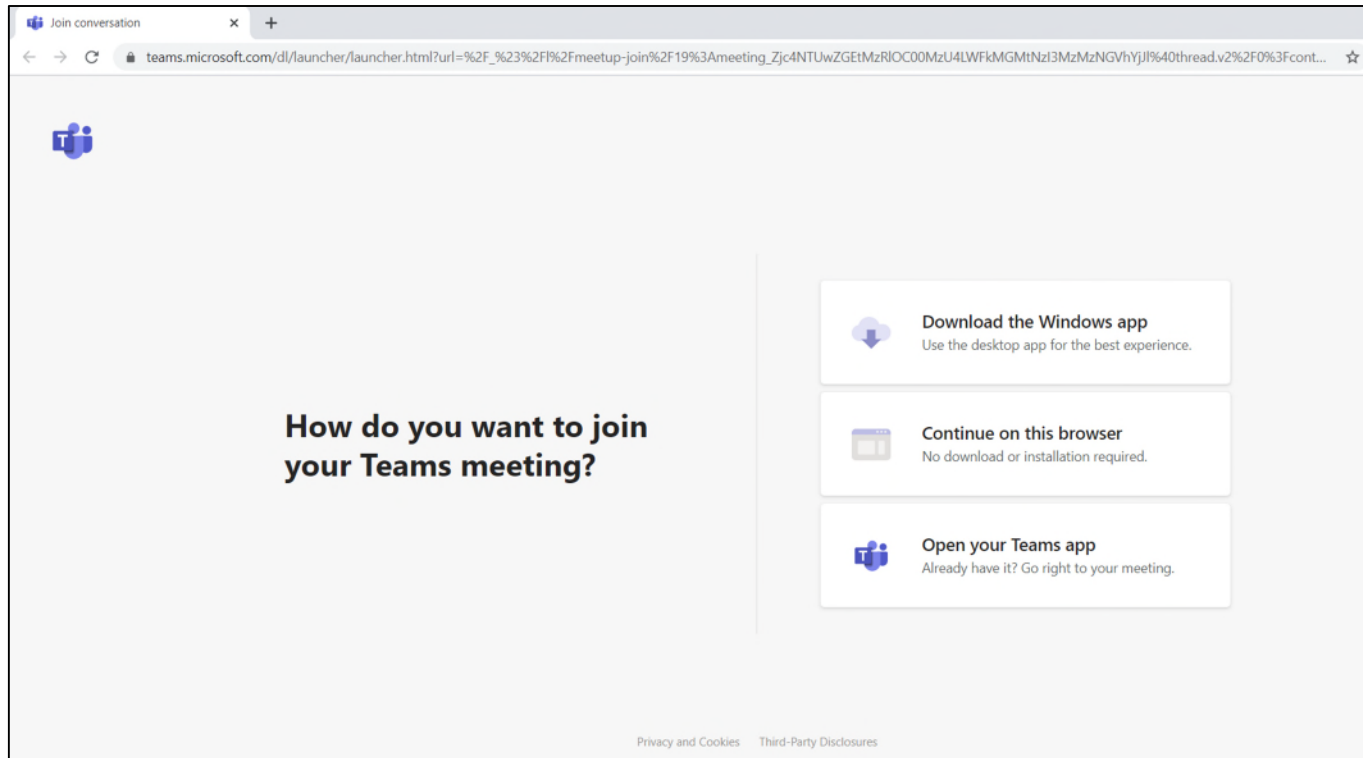 Join conversation
teams.microsoft.com/dl/launcher/launcher.html?url=%2F_%23%2Fl%2Fmeetup-join%2F19%3Ameeting_Zjc4NTUwZGEtMzRlOC00MzU4LWFkMGMtNzI3MzMzNGVhYjJl%40thread.v2%2F0%3Fcont...
Download the Windows app
Use the desktop app for the best experience.
How do you want to join
your Teams meeting?
Continue on this browser
No download or installation required.
Open your Teams app
Already have it? Go right to your meeting.
Privacy and Cookies Third-Party Disclosures